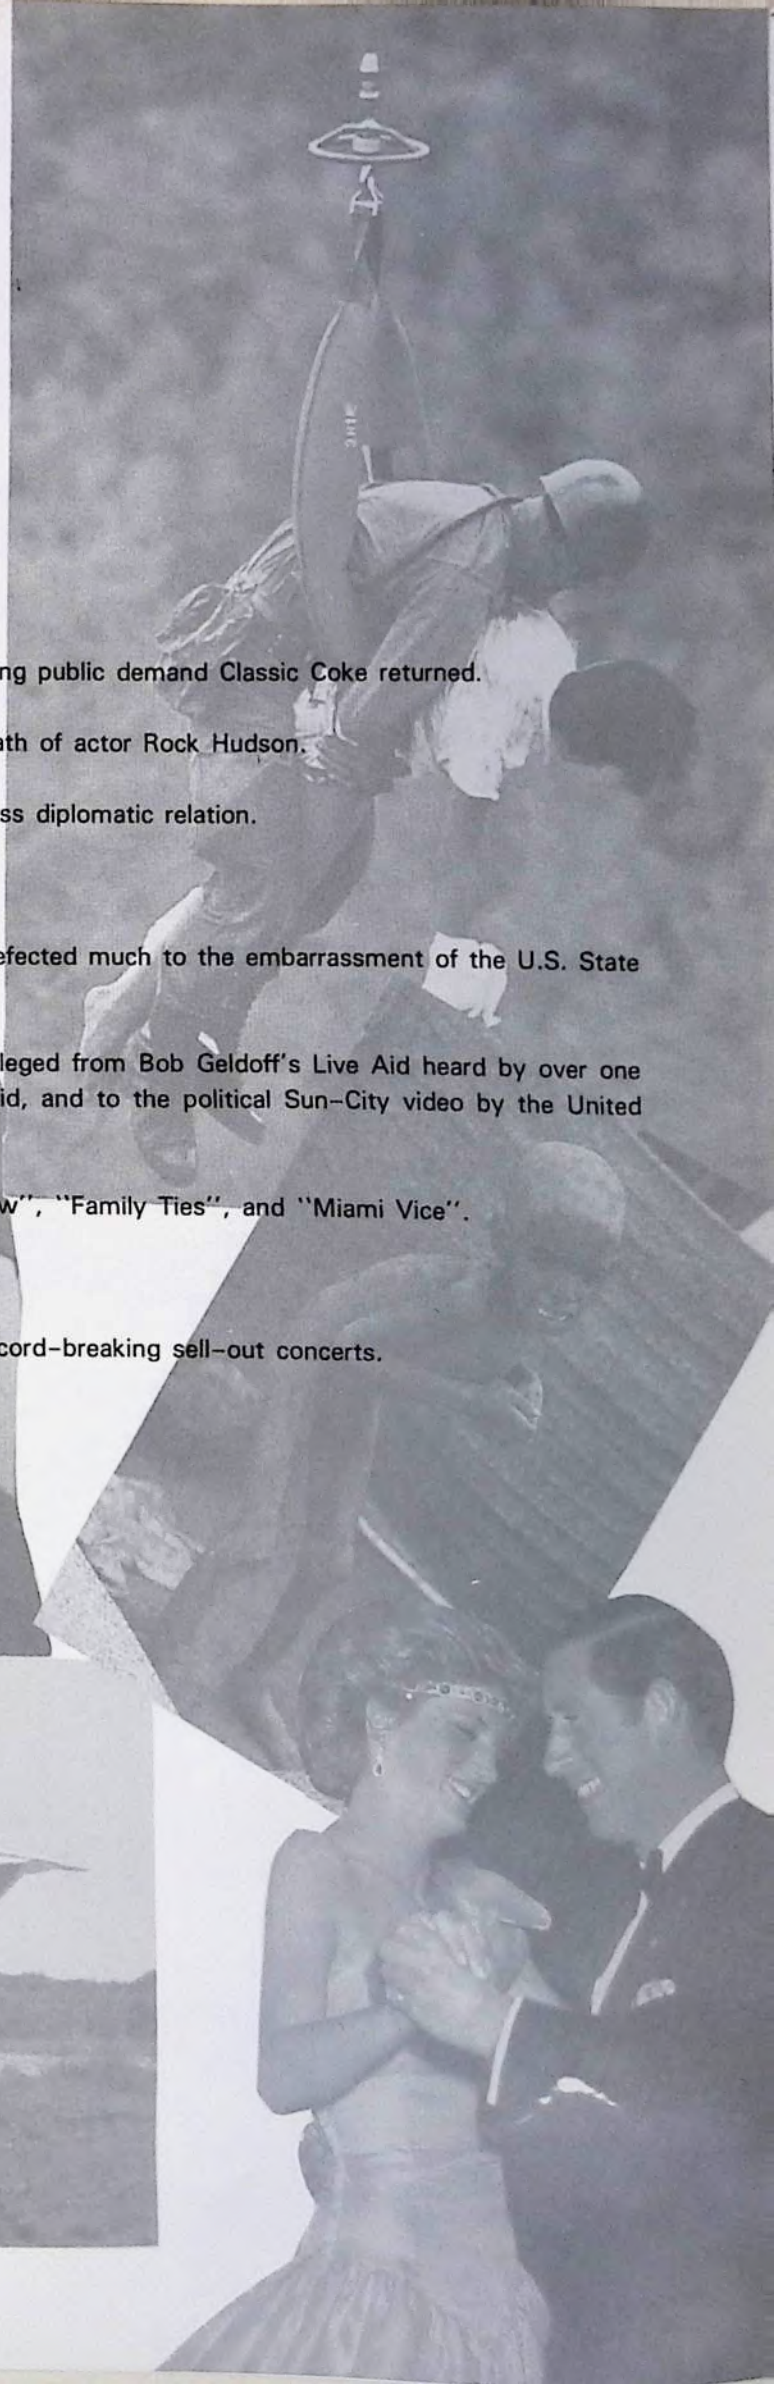 ng public demand Classic Coke returned.
ath of actor Rock Hudson.
ss diplomatic relation.
efected much to the embarrassment of the U.S. State
leged from Bob Geldoff's Live Aid heard by over one
id, and to the political Sun-City video by the United
w", "Family Ties", and "Miami Vice".
cord-breaking sell-out concerts.